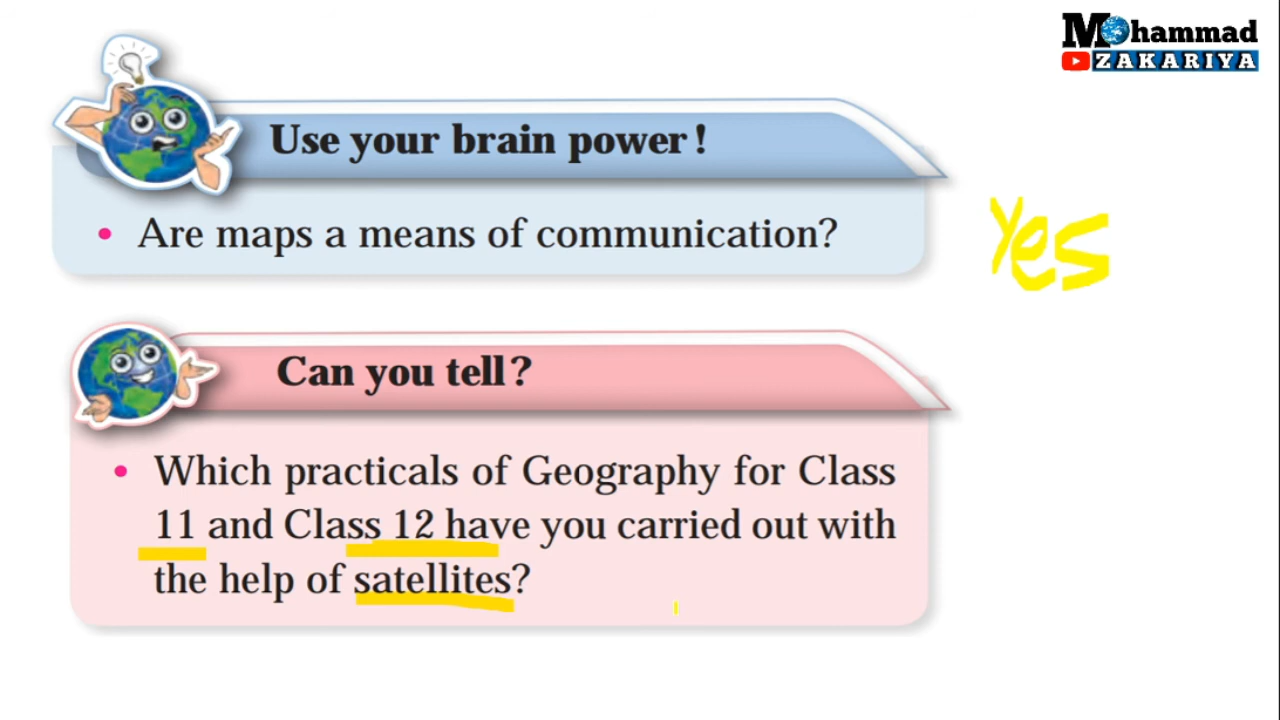 Mohammad
ZAKARIYA
Use your brain power!
• Are maps a means of communication?
Yes
Can you tell?
• Which practicals of Geography for Class
11 and Class 12 have you carried out with
the help of satellites?